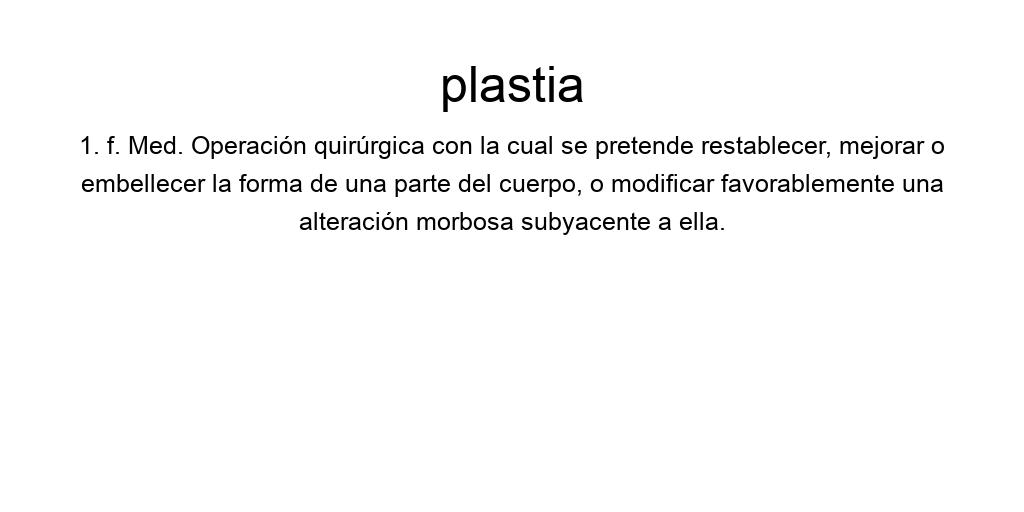 plastia
1. f. Med. Operación quirúrgica con la cual se pretende restablecer, mejorar o
embellecer la forma de una parte del cuerpo, o modificar favorablemente una
alteración morbosa subyacente a ella.